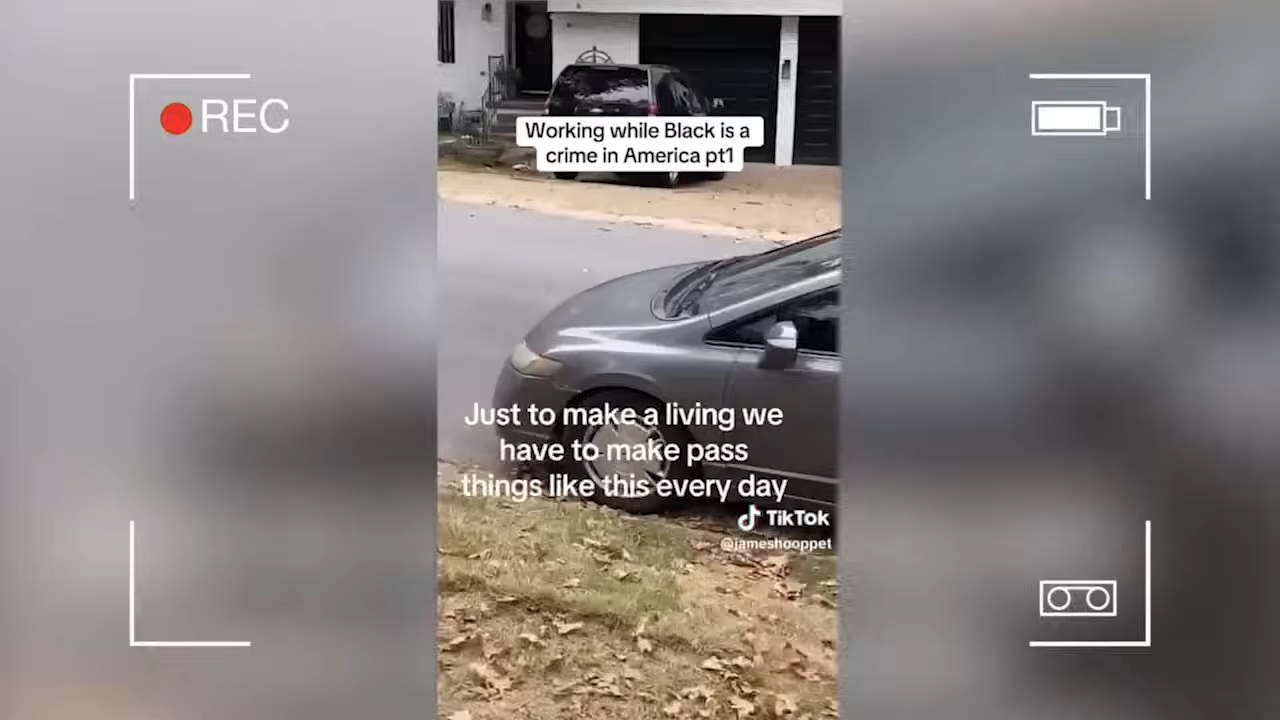 REC
Working while Black is a
crime in America pt1
Just to make a living we
have to make pass
things like this every day
TikTok
@jameshooppet